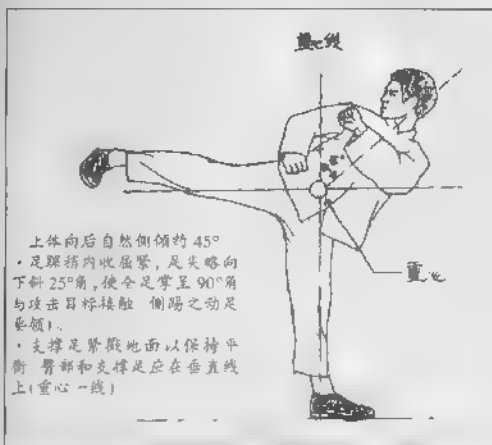 重心线
上体向后自然侧倾约45°
·足踝稍内收屈紧,足尖略向
下斜25°角,使全足掌呈90°角
与攻击目标接触 侧踢之动足
要领)。
·支撑足紧戳地面以保持平
衡 臀部和支撑足应在垂直线
上(重心一线)
重心